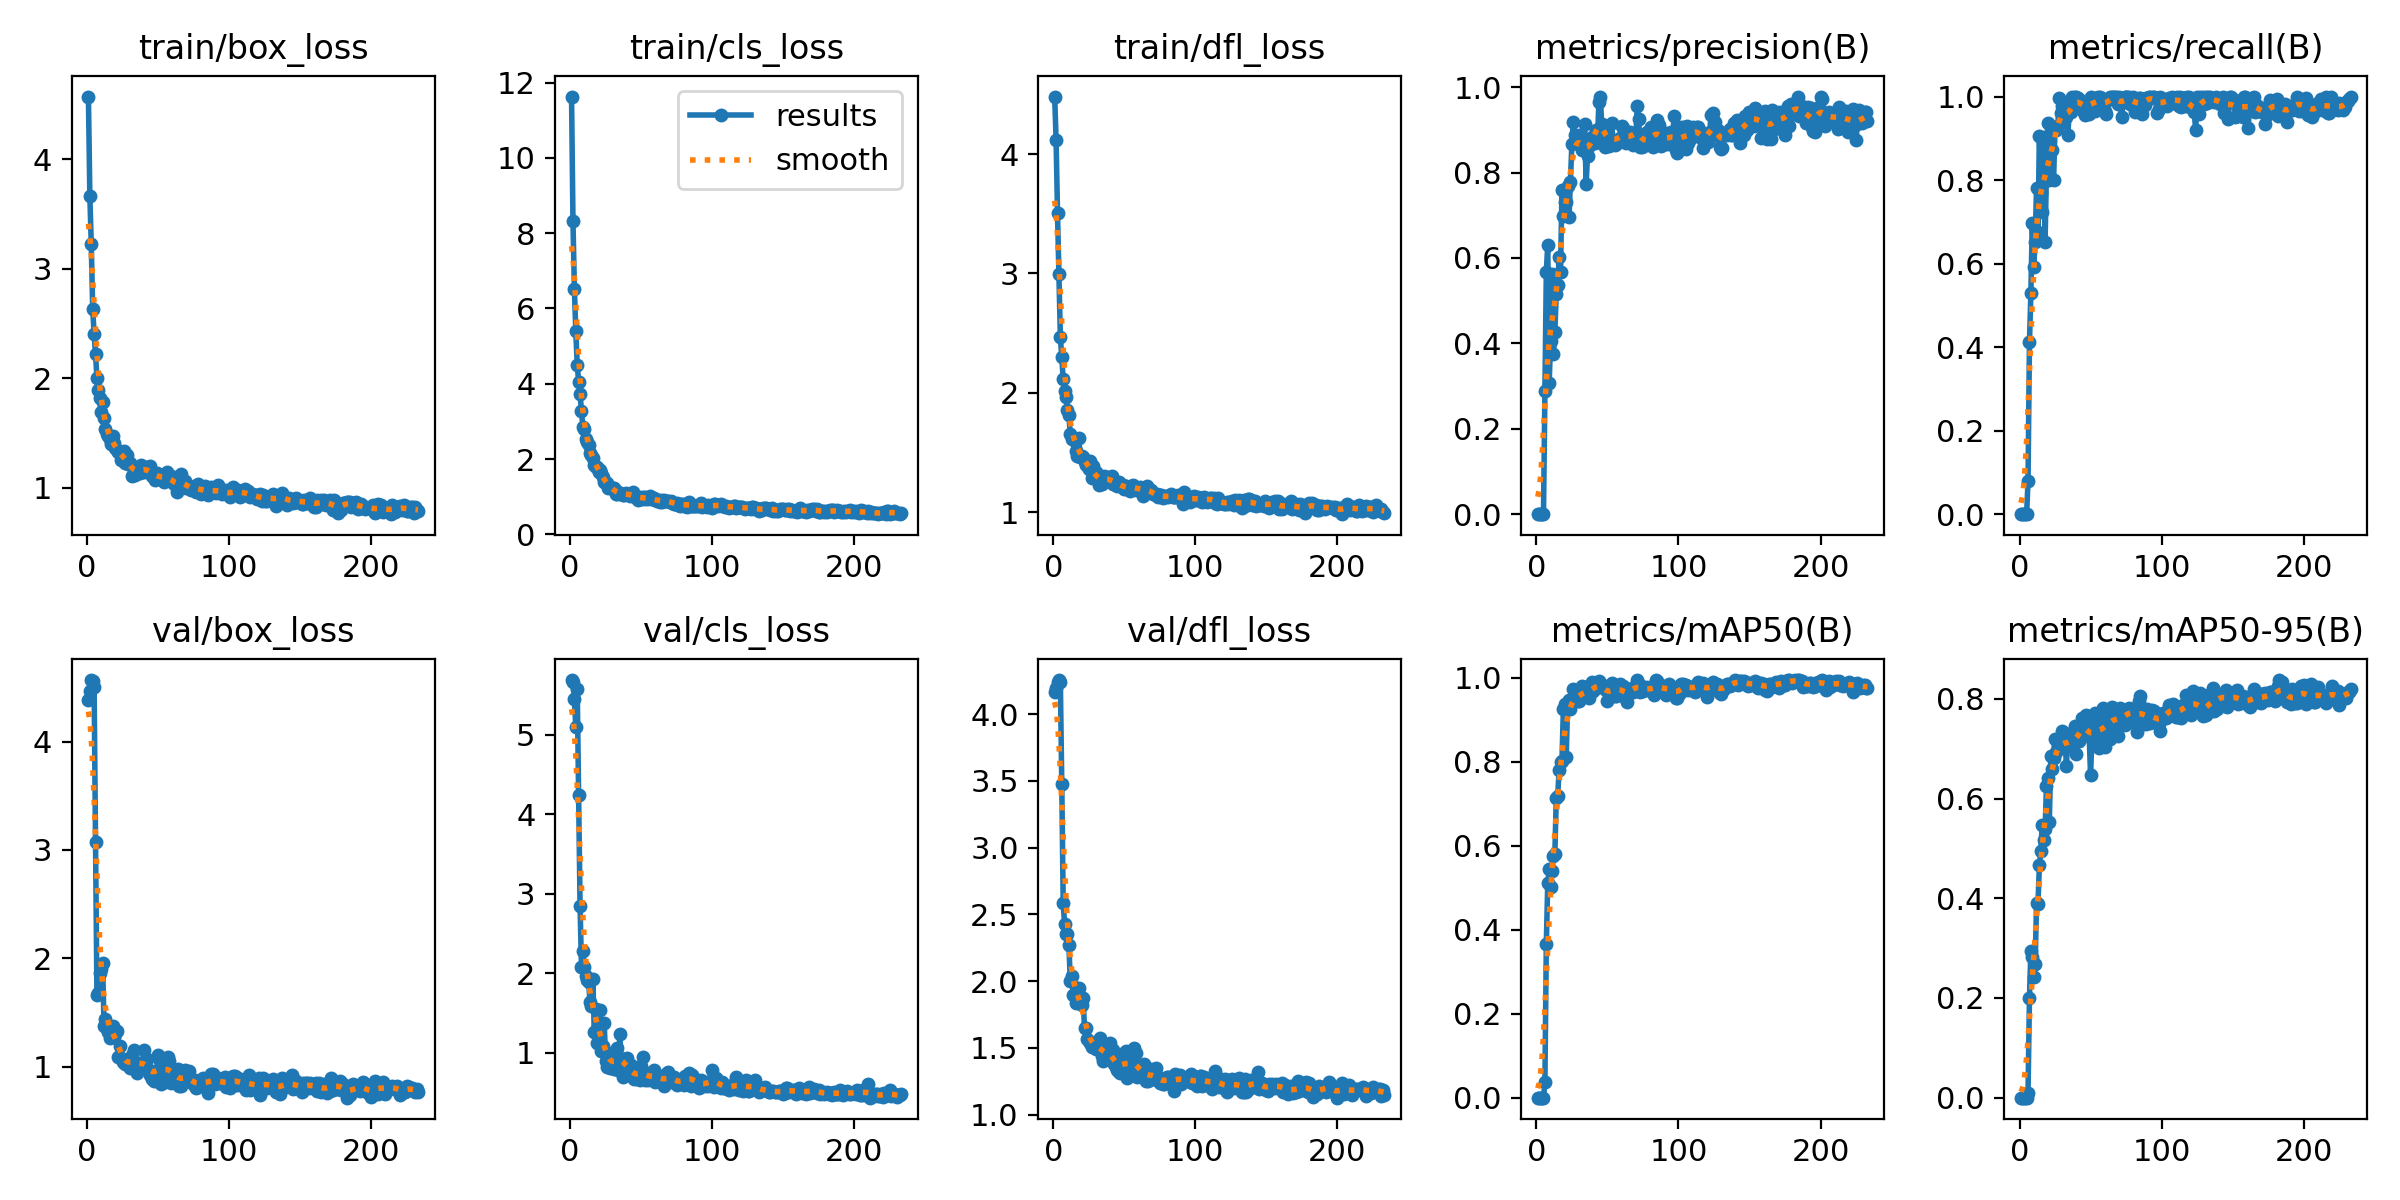 train/box_loss
4
3
2
1
0 100 200
train/cls_loss
12
10
8
6
4
2
0
results
smooth
0 100 200
train/dfl_loss
4
3
2
1
0 100 200
metrics/precision(B)
1.0
0.8
0.6
0.4
0.2
0.0
0 100 200
metrics/recall(B)
1.0
0.8
0.6
0.4
0.2
0.0
0 100 200
val/box_loss
4
3
2
1
0 100 200
val/cls_loss
5
4
3
2
1
0 100 200
val/dfl_loss
4.0
3.5
3.0
2.5
2.0
1.5
1.0
0 100 200
metrics/mAP50(B)
1.0
0.8
0.6
0.4
0.2
0.0
0 100 200
metrics/mAP50-95(B)
0.8
0.6
0.4
0.2
0.0
0 100 200